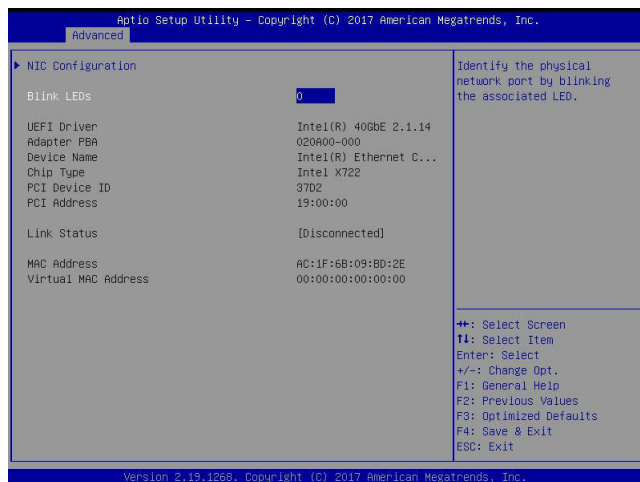 Aptio Setup Utility – Copyright (C) 2017 American Megatrends, Inc.
Advanced
NIC Configuration
Blink LEDs 0
UEFI Driver Intel(R) 40GbE 2.1.14
Adapter PBA 020A00-000
Device Name Intel(R) Ethernet C...
Chip Type Intel X722
PCI Device ID 37D2
PCI Address 19:00:00
Link Status [Disconnected]
MAC Address AC:1F:6B:09:BD:2E
Virtual MAC Address 00:00:00:00:00:00
Identify the physical
network port by blinking
the associated LED.
→←: Select Screen
↑↓: Select Item
Enter: Select
+/-: Change Opt.
F1: General Help
F2: Previous Values
F3: Optimized Defaults
F4: Save & Exit
ESC: Exit
Version 2.19.1268. Copyright (C) 2017 American Megatrends, Inc.